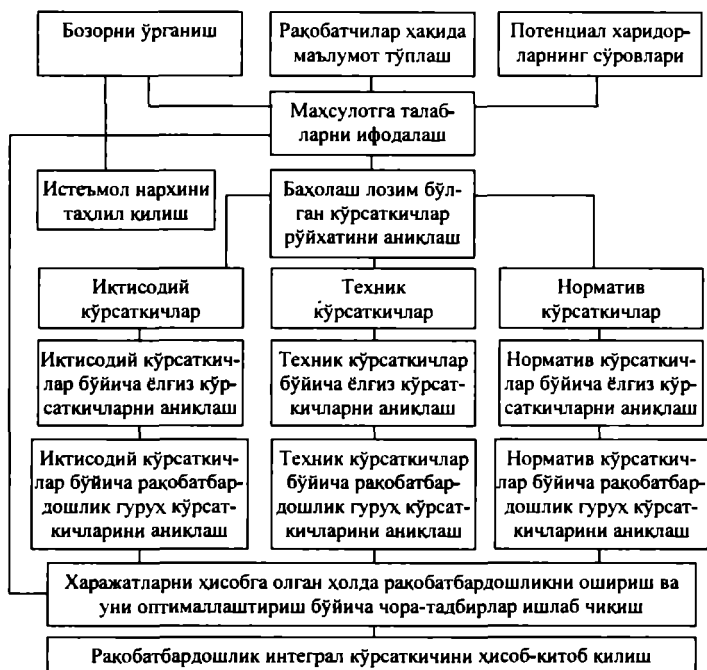 Бозорни ўрганиш
Рақобатчилар ҳақида
маълумот тўплаш
Потенциал харидор-
ларнинг сўровлари
Маҳсулотга талаб-
ларни ифодалаш
Истеъмол нархини
таҳлил қилиш
Баҳолаш лозим бўл-
ган кўрсаткичлар
рўйхатини аниқлаш
Иқтисодий
кўрсаткичлар
Техник
кўрсаткичлар
Норматив
кўрсаткичлар
Иқтисодий кўрсаткич-
лар бўйича ёлғиз кўр-
саткичларни аниқлаш
Техник кўрсаткичлар
бўйича ёлғиз кўрсат-
кичларни аниқлаш
Норматив кўрсаткич-
лар бўйича ёлғиз кўр-
саткичларни аниқлаш
Иқтисодий кўрсаткич-
лар бўйича рақобатбар-
дошлик гуруҳ кўрсат-
кичларини аниқлаш
Техник кўрсаткичлар
бўйича рақобатбар-
дошлик гуруҳ кўрсат-
кичларини аниқлаш
Норматив кўрсаткич-
лар бўйича рақобатбар-
дошлик гуруҳ кўрсат-
кичларини аниқлаш
Харажатларни ҳисобга олган ҳолда рақобатбардошликни ошириш ва
уни оптималлаштириш бўйича чора-тадбирлар ишлаб чиқиш
Рақобатбардошлик интеграл кўрсаткичини ҳисоб-китоб қилиш